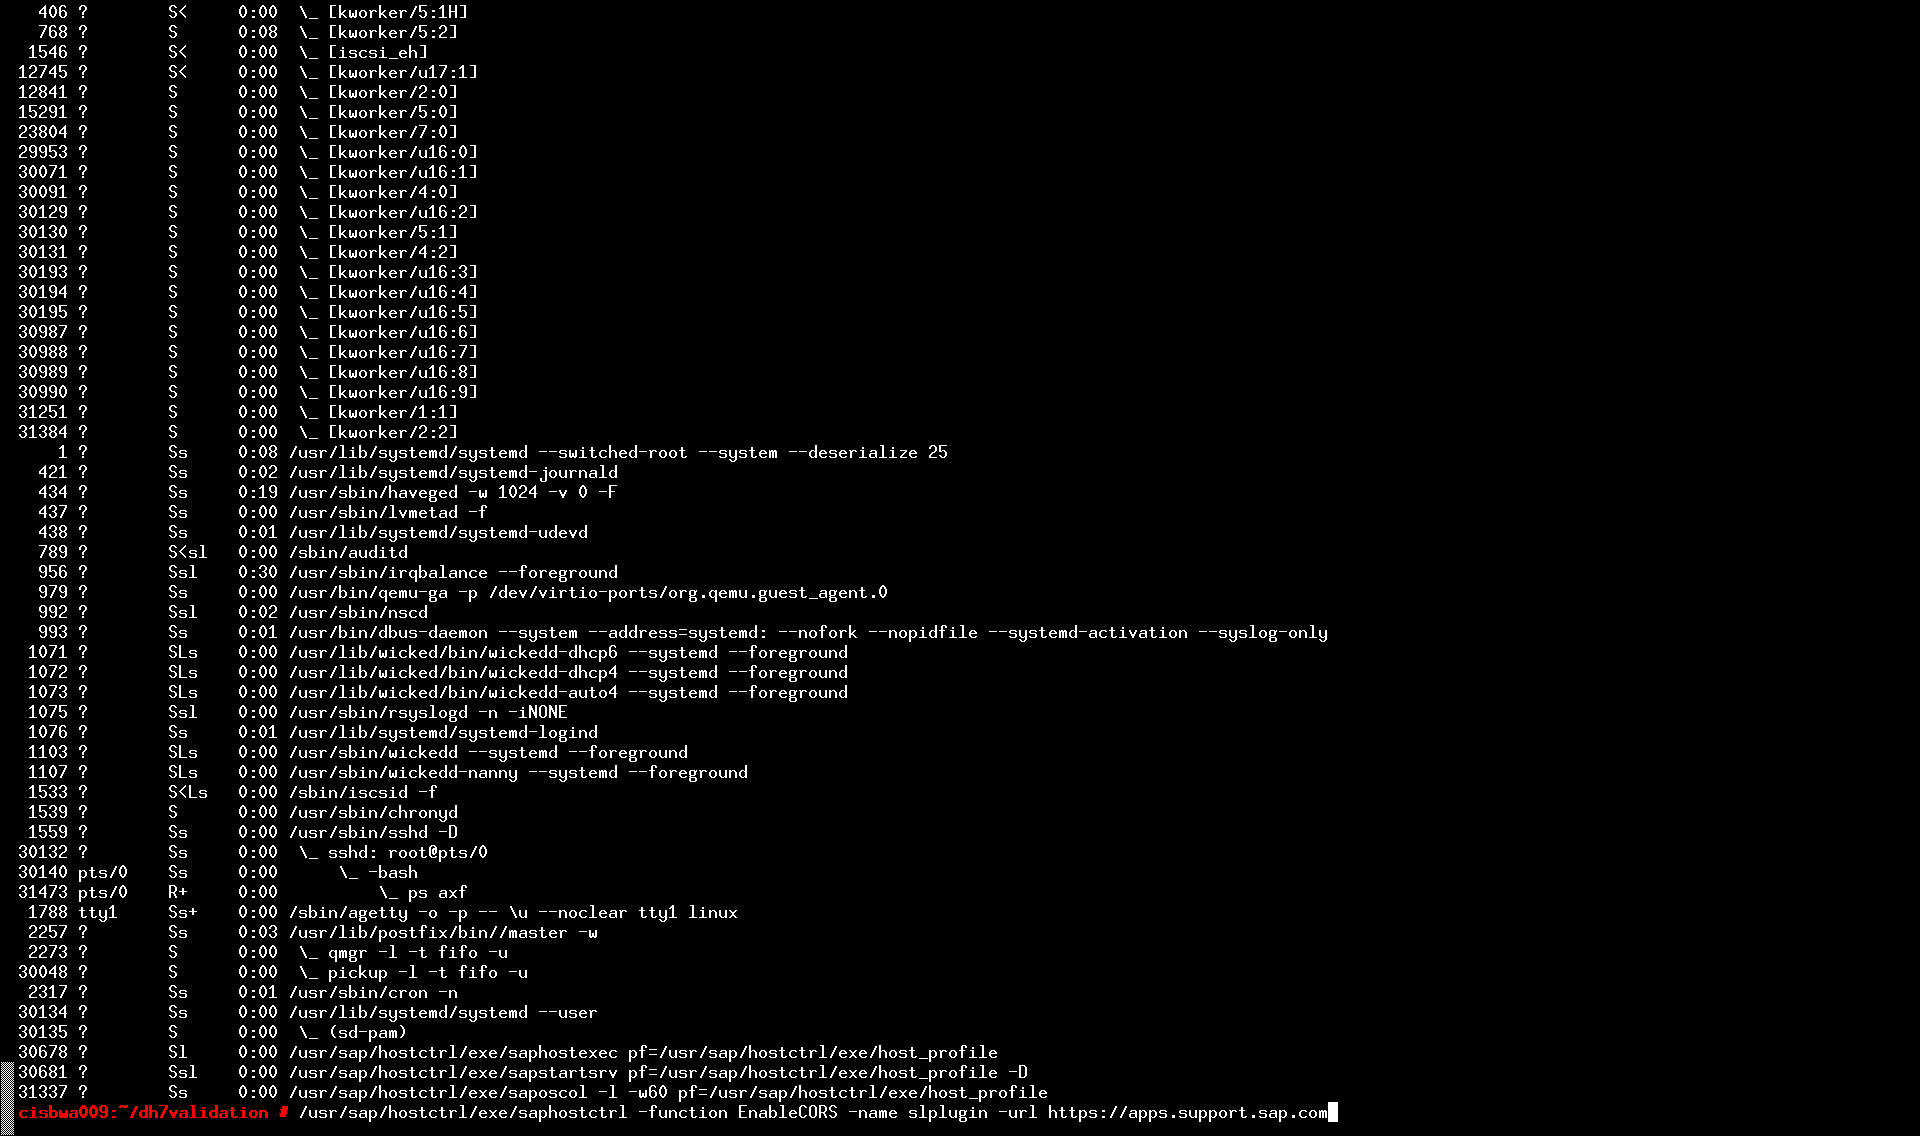 406 ?        S<     0:00  \_ [kworker/5:1H]
768 ?        S      0:08  \_ [kworker/5:2]
1546 ?        S<     0:00  \_ [iscsi_eh]
12745 ?        S<     0:00  \_ [kworker/u17:1]
12841 ?        S      0:00  \_ [kworker/2:0]
15291 ?        S      0:00  \_ [kworker/5:0]
23804 ?        S      0:00  \_ [kworker/7:0]
29953 ?        S      0:00  \_ [kworker/u16:0]
30071 ?        S      0:00  \_ [kworker/u16:1]
30091 ?        S      0:00  \_ [kworker/4:0]
30129 ?        S      0:00  \_ [kworker/u16:2]
30130 ?        S      0:00  \_ [kworker/5:1]
30131 ?        S      0:00  \_ [kworker/4:2]
30193 ?        S      0:00  \_ [kworker/u16:3]
30194 ?        S      0:00  \_ [kworker/u16:4]
30195 ?        S      0:00  \_ [kworker/u16:5]
30987 ?        S      0:00  \_ [kworker/u16:6]
30988 ?        S      0:00  \_ [kworker/u16:7]
30989 ?        S      0:00  \_ [kworker/u16:8]
30990 ?        S      0:00  \_ [kworker/u16:9]
31251 ?        S      0:00  \_ [kworker/1:1]
31384 ?        S      0:00  \_ [kworker/2:2]
1 ?        Ss     0:08 /usr/lib/systemd/systemd --switched-root --system --deserialize 25
421 ?        Ss     0:02 /usr/lib/systemd/systemd-journald
434 ?        Ss     0:19 /usr/sbin/haveged -w 1024 -v 0 -F
437 ?        Ss     0:00 /usr/sbin/lvmetad -f
438 ?        Ss     0:01 /usr/lib/systemd/systemd-udevd
789 ?        S<sl   0:00 /sbin/auditd
956 ?        Ssl    0:30 /usr/sbin/irqbalance --foreground
979 ?        Ss     0:00 /usr/bin/qemu-ga -p /dev/virtio-ports/org.qemu.guest_agent.0
992 ?        Ssl    0:02 /usr/sbin/nscd
993 ?        Ss     0:01 /usr/bin/dbus-daemon --system --address=systemd: --nofork --nopidfile --systemd-activation --syslog-only
1071 ?        SLs    0:00 /usr/lib/wicked/bin/wickedd-dhcp6 --systemd --foreground
1072 ?        SLs    0:00 /usr/lib/wicked/bin/wickedd-dhcp4 --systemd --foreground
1073 ?        SLs    0:00 /usr/lib/wicked/bin/wickedd-auto4 --systemd --foreground
1075 ?        Ssl    0:00 /usr/sbin/rsyslogd -n -iNONE
1076 ?        Ss     0:01 /usr/lib/systemd/systemd-logind
1103 ?        SLs    0:00 /usr/sbin/wickedd --systemd --foreground
1107 ?        SLs    0:00 /usr/sbin/wickedd-nanny --systemd --foreground
1533 ?        S<Ls   0:00 /sbin/iscsid -f
1539 ?        S      0:00 /usr/sbin/chronyd
1559 ?        Ss     0:00 /usr/sbin/sshd -D
30132 ?        Ss     0:00  \_ sshd: root@pts/0
30140 pts/0    Ss     0:00      \_ -bash
31473 pts/0    R+     0:00          \_ ps axf
1788 tty1     Ss+    0:00 /sbin/agetty -o -p -- \u --noclear tty1 linux
2257 ?        Ss     0:03 /usr/lib/postfix/bin//master -w
2273 ?        S      0:00  \_ qmgr -l -t fifo -u
30048 ?        S      0:00  \_ pickup -l -t fifo -u
2317 ?        Ss     0:01 /usr/sbin/cron -n
30134 ?        Ss     0:00 /usr/lib/systemd/systemd --user
30135 ?        S      0:00  \_ (sd-pam)
30678 ?        Sl     0:00 /usr/sap/hostctrl/exe/saphostexec pf=/usr/sap/hostctrl/exe/host_profile
30681 ?        Ssl    0:00 /usr/sap/hostctrl/exe/sapstartsrv pf=/usr/sap/hostctrl/exe/host_profile -D
31337 ?        Ss     0:00 /usr/sap/hostctrl/exe/saposcol -l -w60 pf=/usr/sap/hostctrl/exe/host_profile
cisbwa009:~/dh7validation # /usr/sap/hostctrl/exe/saphostctrl -function EnableCORS -name slplugin -url https://apps.support.sap.com